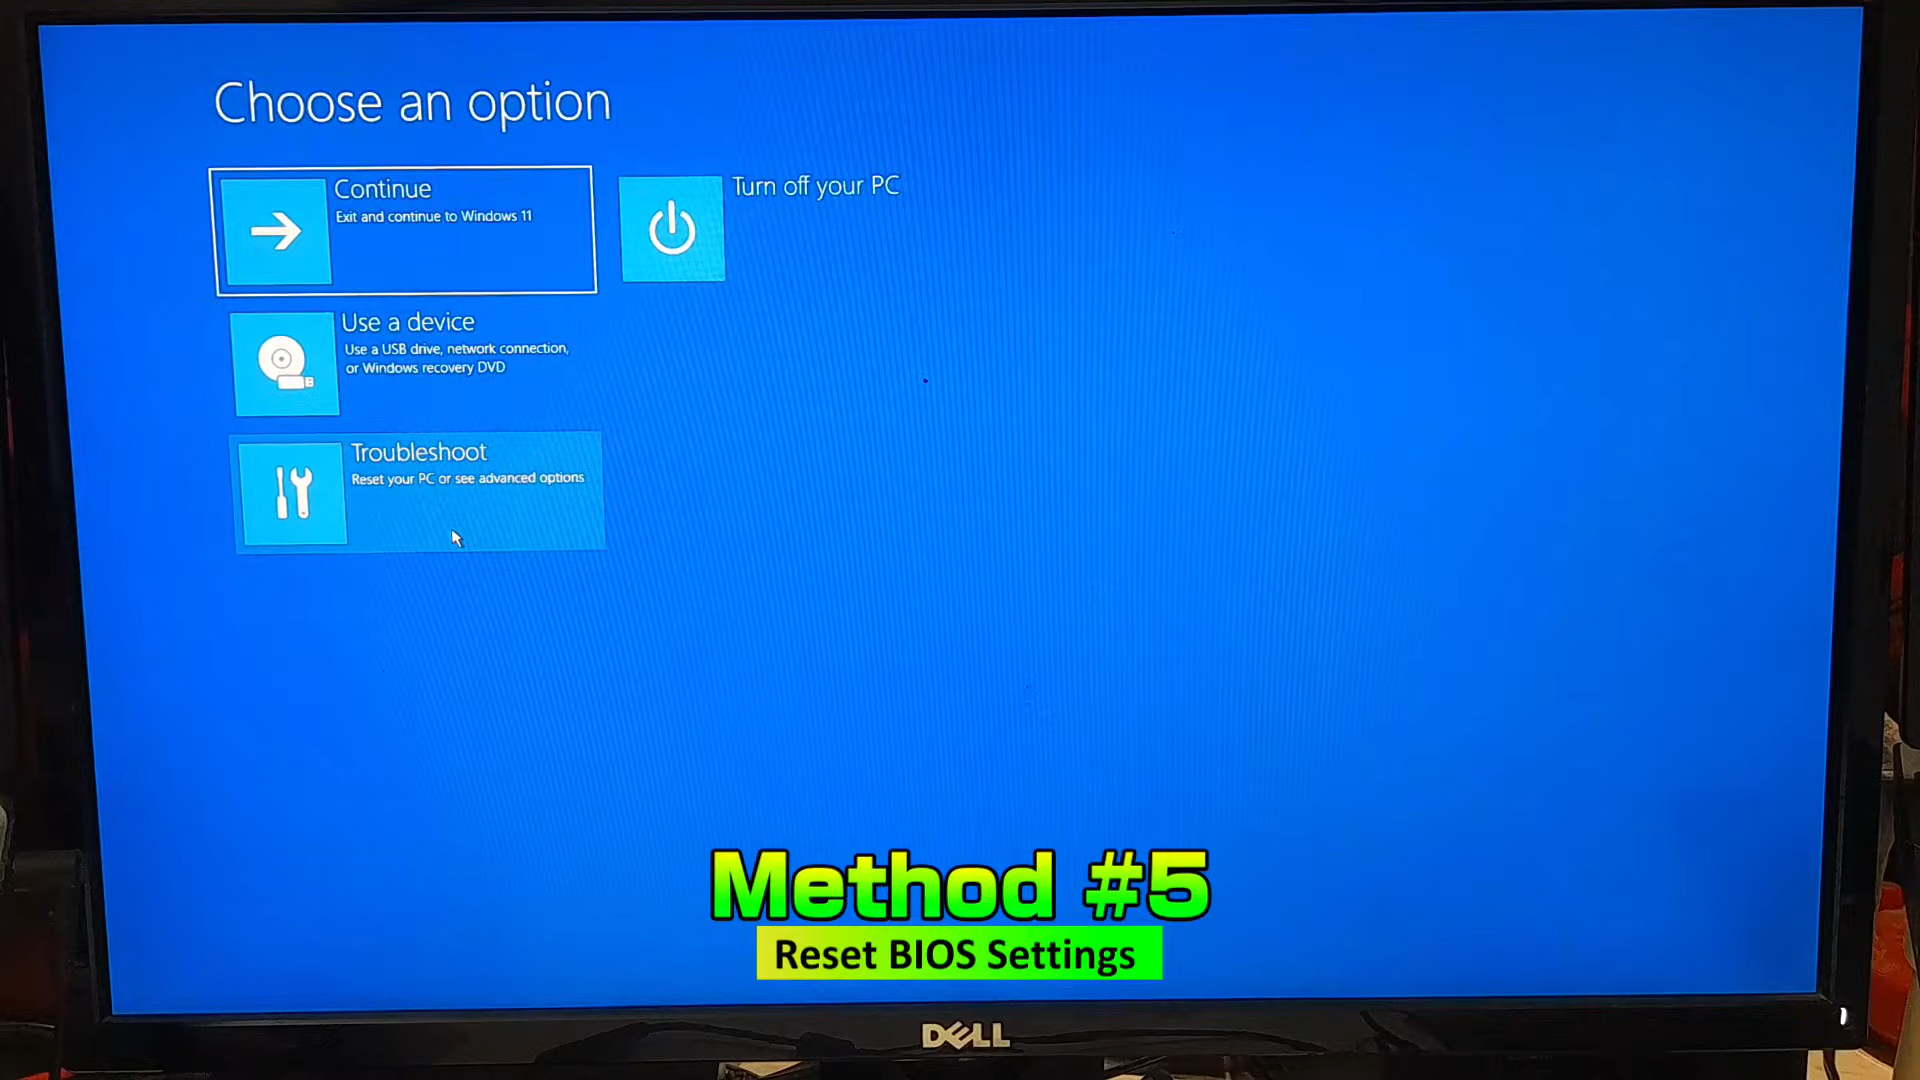 Choose an option
Continue
Exit and continue to Windows 11
Turn off your PC
Use a device
Use a USB drive, network connection,
or Windows recovery DVD
Troubleshoot
Reset your PC or see advanced options
Method #5
Reset BIOS Settings
DELL